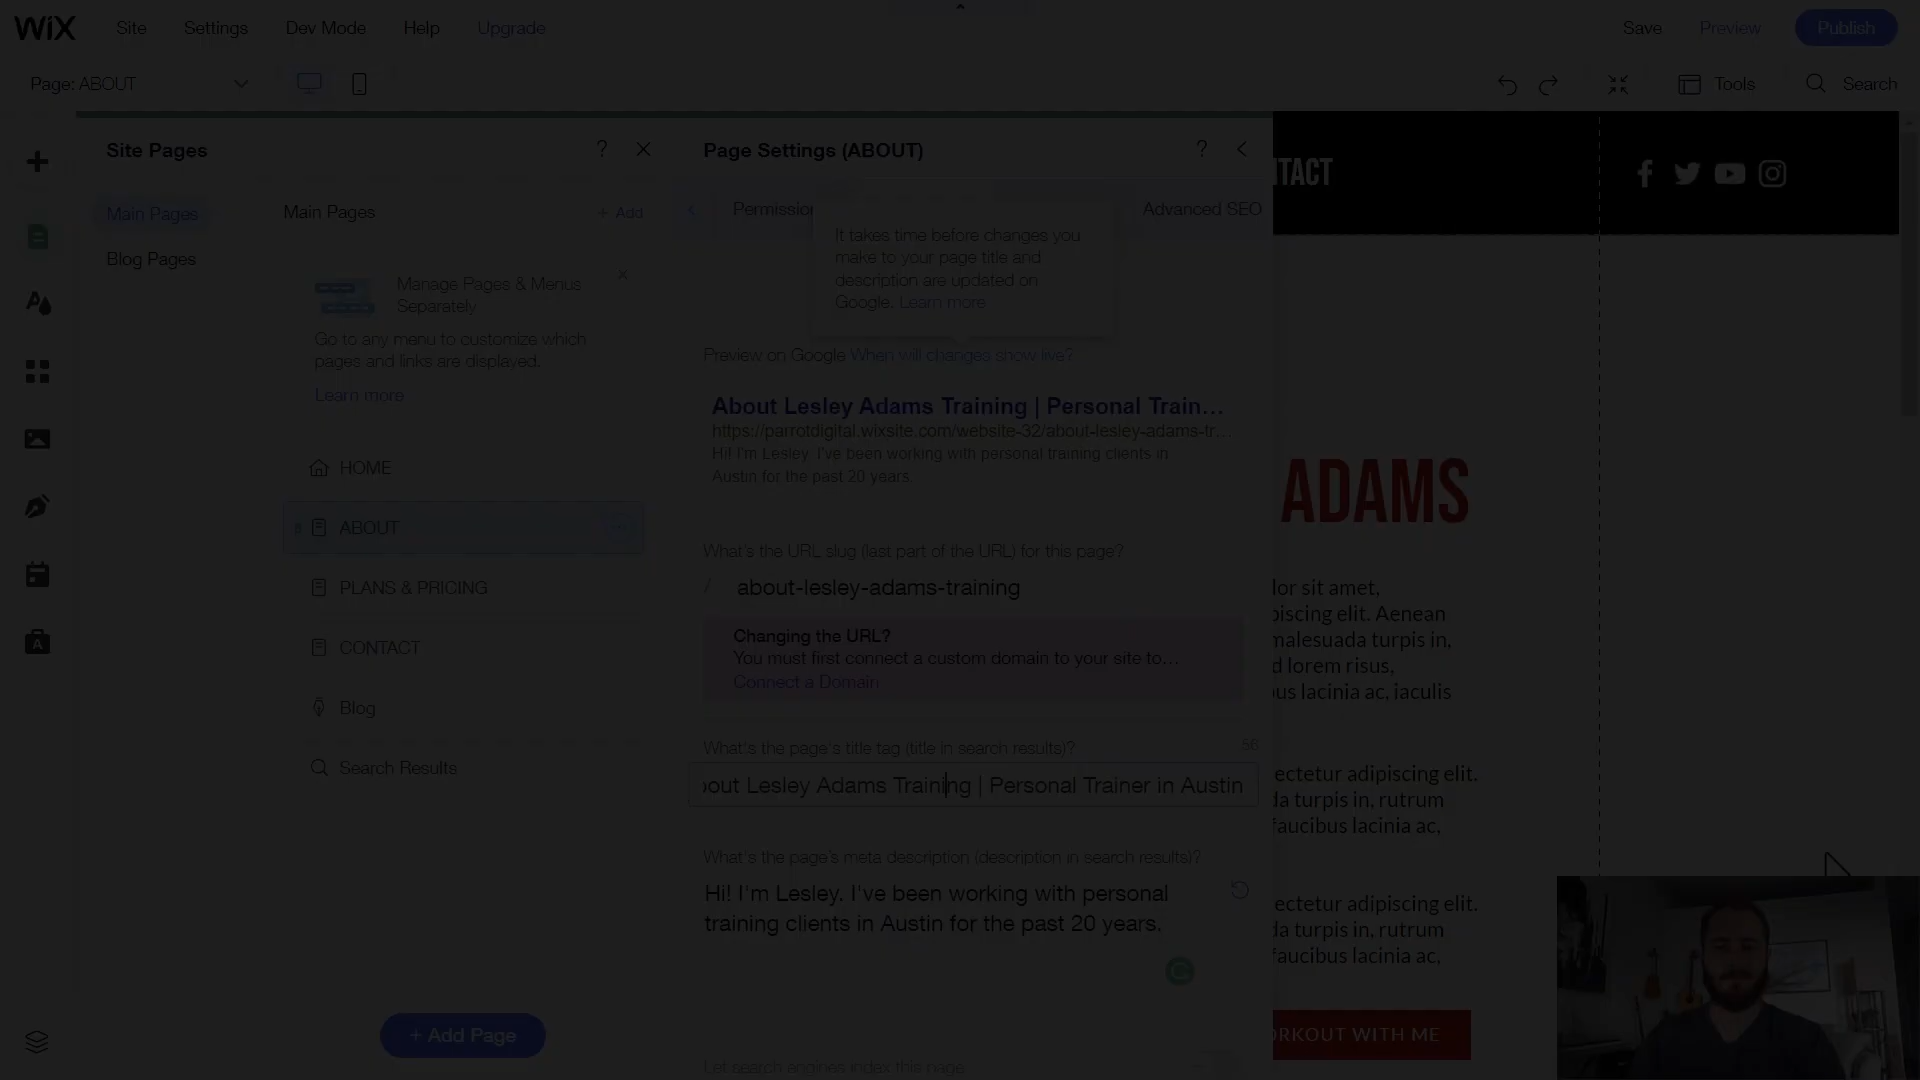 WiX Site Settings Dev Mode Help Upgrade Save Preview Publish
Page: ABOUT Tools Search
Site Pages ?
Page Settings (ABOUT) ?
Main Pages
Blog Pages
Main Pages + Add
Manage Pages & Menus
Separately
Go to any menu to customize which
pages and links are displayed.
Learn more
HOME
ABOUT
PLANS & PRICING
CONTACT
Blog
Search Results
+ Add Page
Permission Advanced SEO
It takes time before changes you
make to your page title and
description are updated on
Google. Learn more
Preview on Google When will changes show live?
About Lesley Adams Training | Personal Train...
https://parrotdigital.wixsite.com/website-32/about-lesley-adams-tr...
Hi! I'm Lesley. I've been working with personal training clients in
Austin for the past 20 years.
What's the URL slug (last part of the URL) for this page?
/ about-lesley-adams-training
Changing the URL?
You must first connect a custom domain to your site to...
Connect a Domain
What's the page's title tag (title in search results)? 56
out Lesley Adams Training | Personal Trainer in Austin
What's the page's meta description (description in search results)?
Hi! I'm Lesley. I've been working with personal
training clients in Austin for the past 20 years.
Let search engines index this page
NTACT
ADAMS
lor sit amet,
piscing elit. Aenean
malesuada turpis in,
d lorem risus,
bus lacinia ac, iaculis
ectetur adipiscing elit.
da turpis in, rutrum
faucibus lacinia ac,
ectetur adipiscing elit.
da turpis in, rutrum
faucibus lacinia ac,
ORKOUT WITH ME